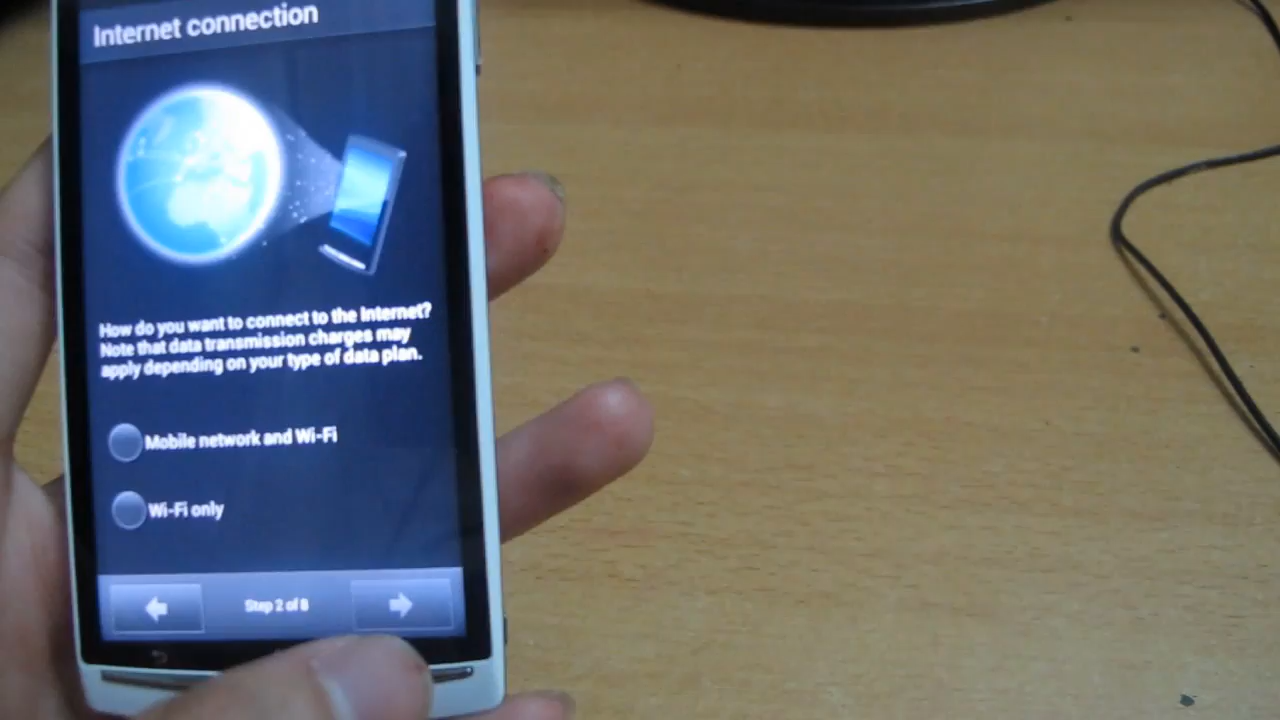 Internet connection
How do you want to connect to the Internet?
Note that data transmission charges may
apply depending on your type of data plan.
Mobile network and Wi-Fi
Wi-Fi only
Step 2 of 8